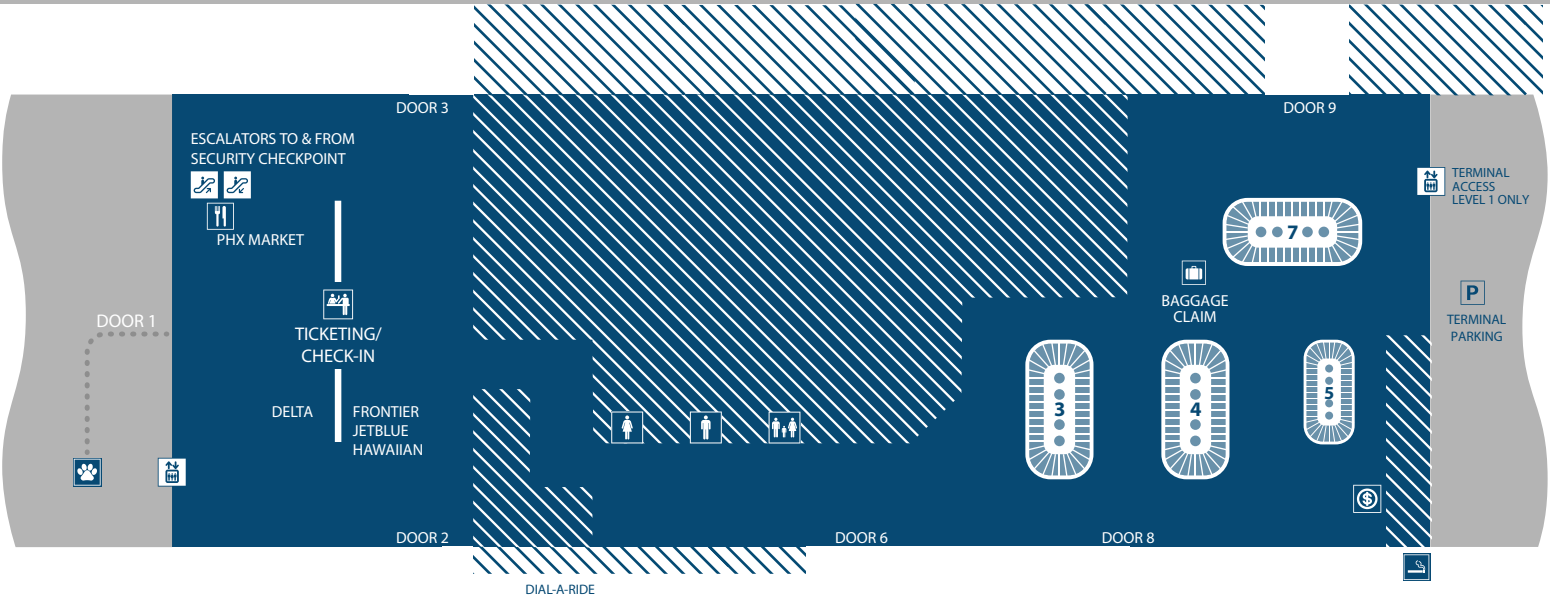 DOOR 3
DOOR 9
ESCALATORS TO & FROM
SECURITY CHECKPOINT
PHX MARKET
TERMINAL
ACCESS
LEVEL 1 ONLY
7
BAGGAGE
CLAIM
P
TERMINAL
PARKING
DOOR 1
TICKETING/
CHECK-IN
DELTA
FRONTIER
JETBLUE
HAWAIIAN
3
4
5
$
DOOR 2
DOOR 6
DOOR 8
DIAL-A-RIDE